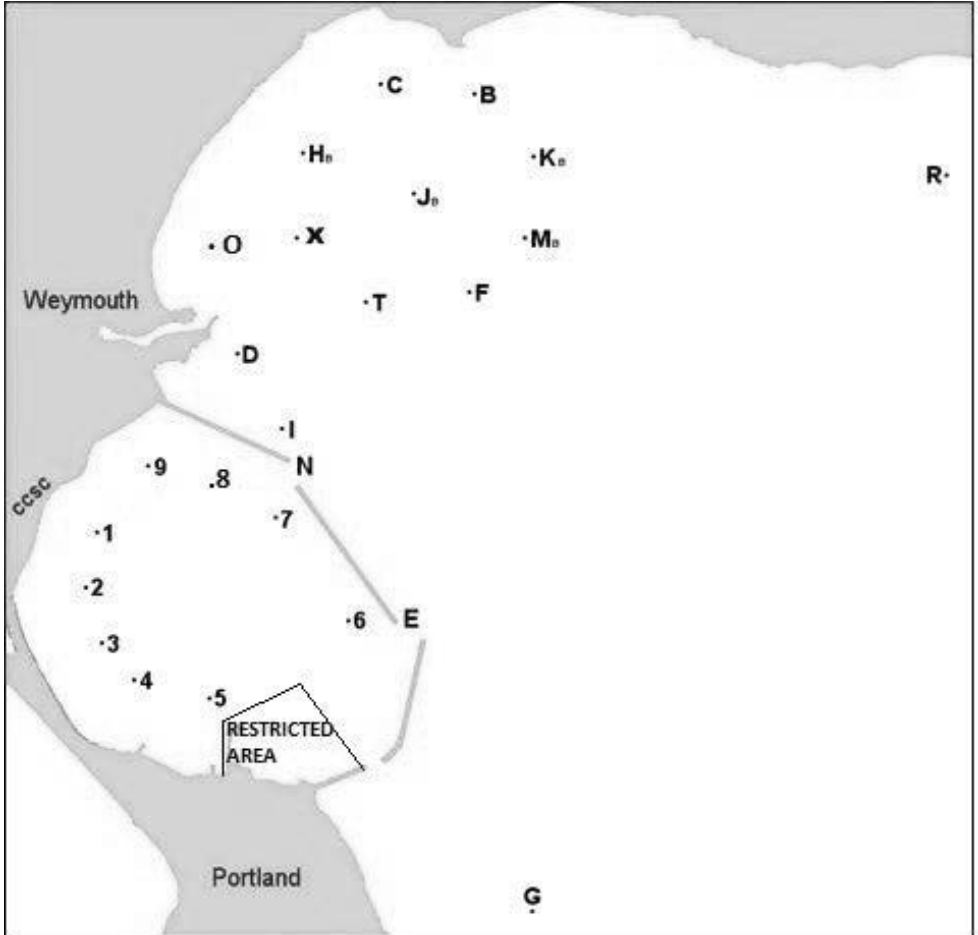 C
B
H B
K B
R
J B
O
X
M B
T
F
Weymouth
D
I
N
9
8
ccsc
7
1
2
6
E
3
4
5
RESTRICTED
AREA
Portland
G